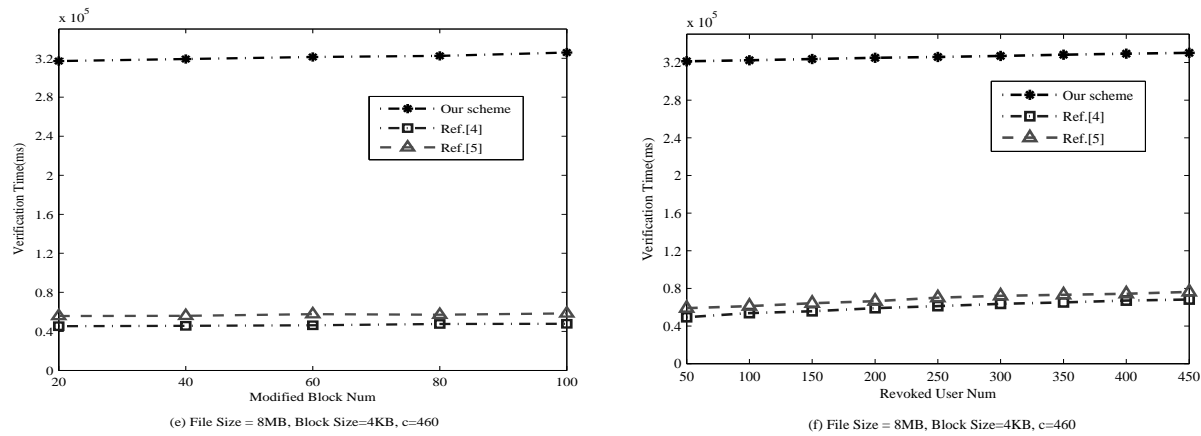 x 10^5
3.2
2.8
2.4
2
1.6
1.2
0.8
0.4
0
Verification Time(ms)
Our scheme
Ref.[4]
Ref.[5]
20 40 60 80 100
Modified Block Num
(e) File Size = 8MB, Block Size=4KB, c=460
x 10^5
3.2
2.8
2.4
2
1.6
1.2
0.8
0.4
0
Verification Time(ms)
Our scheme
Ref.[4]
Ref.[5]
50 100 150 200 250 300 350 400 450
Revoked User Num
(f) File Size = 8MB, Block Size=4KB, c=460